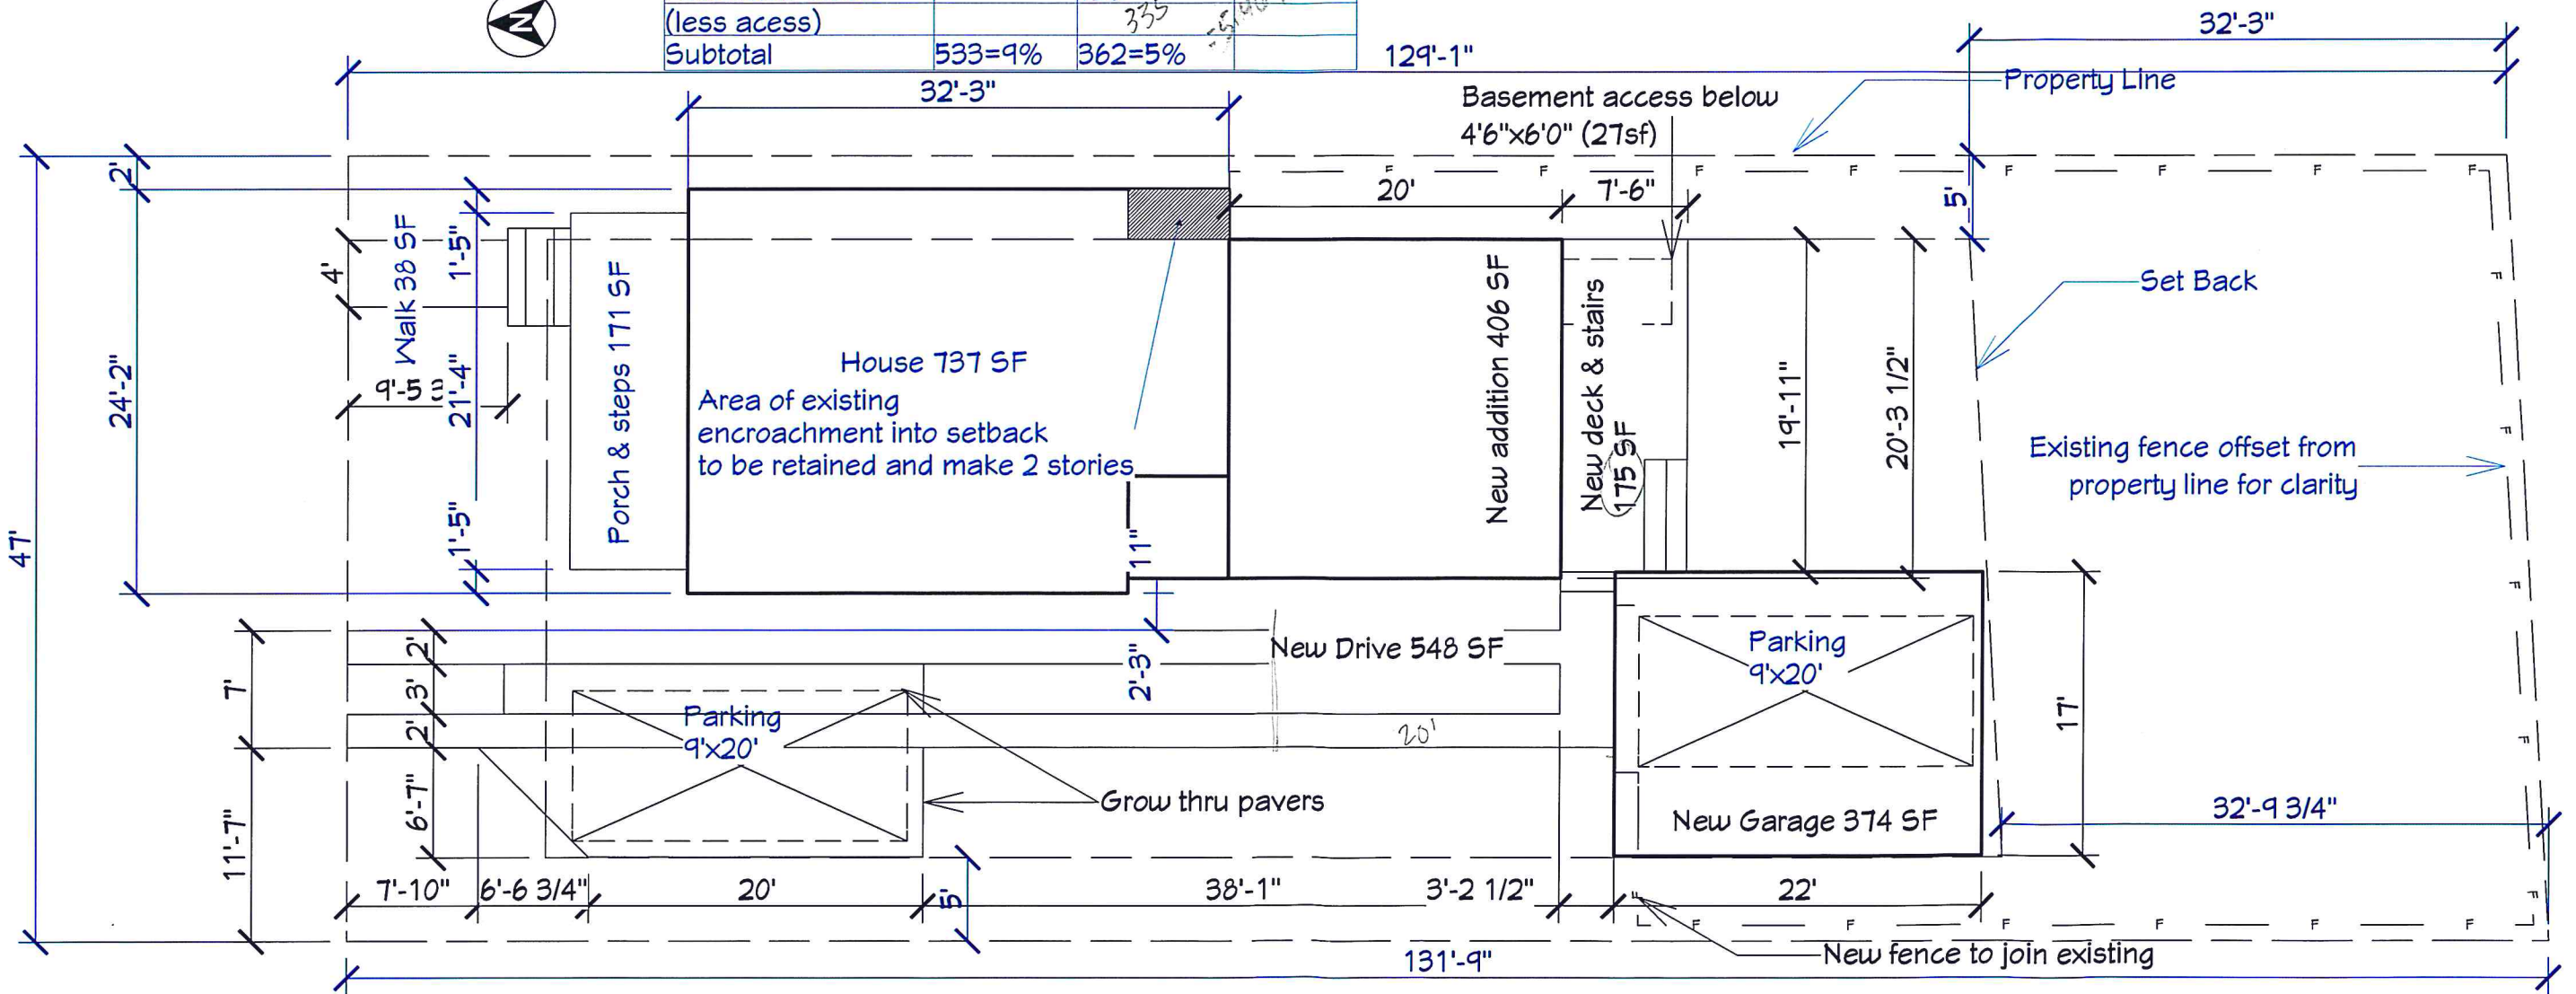 N
(less acess)
335
Subtotal 533=9% 362=5%
129'-1"
32'-3"
32'-3"
Property Line
Basement access below
4'6"x6'0" (27sf)
2'
F F F F F F F F
20'
7'-6"
5'
F
4'
Walk 38 SF
1'-5"
Porch & steps 171 SF
House 737 SF
Area of existing
encroachment into setback
to be retained and make 2 stories
New addition 406 SF
New deck & stairs
175 SF
19'-11"
20'-3 1/2"
Set Back
Existing fence offset from
property line for clarity
F
24'-2"
9'-5
21'-4"
47'
1'-5"
11"
F
2'
3'
2'
7'
New Drive 548 SF
2'-3"
20'
Parking
9'x20'
Parking
9'x20'
17'
F
Grow thru pavers
New Garage 374 SF
32'-9 3/4"
6'-7"
11'-7"
7'-10" 6'-6 3/4" 20' 5' 38'-1" 3'-2 1/2" 22'
F
F F F F F F
New fence to join existing
131'-9"